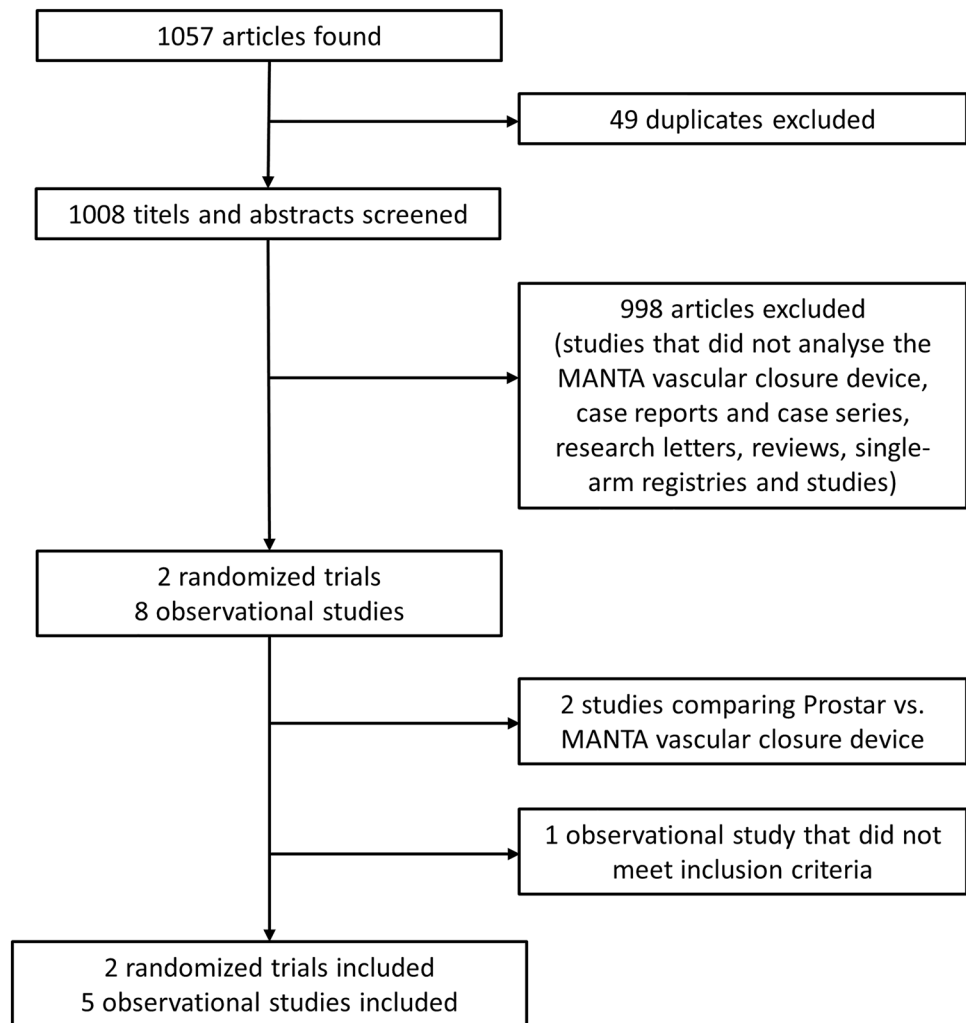 1057 articles found
49 duplicates excluded
1008 titels and abstracts screened
998 articles excluded
(studies that did not analyse the
MANTA vascular closure device,
case reports and case series,
research letters, reviews, single-
arm registries and studies)
2 randomized trials
8 observational studies
2 studies comparing Prostar vs.
MANTA vascular closure device
1 observational study that did not
meet inclusion criteria
2 randomized trials included
5 observational studies included